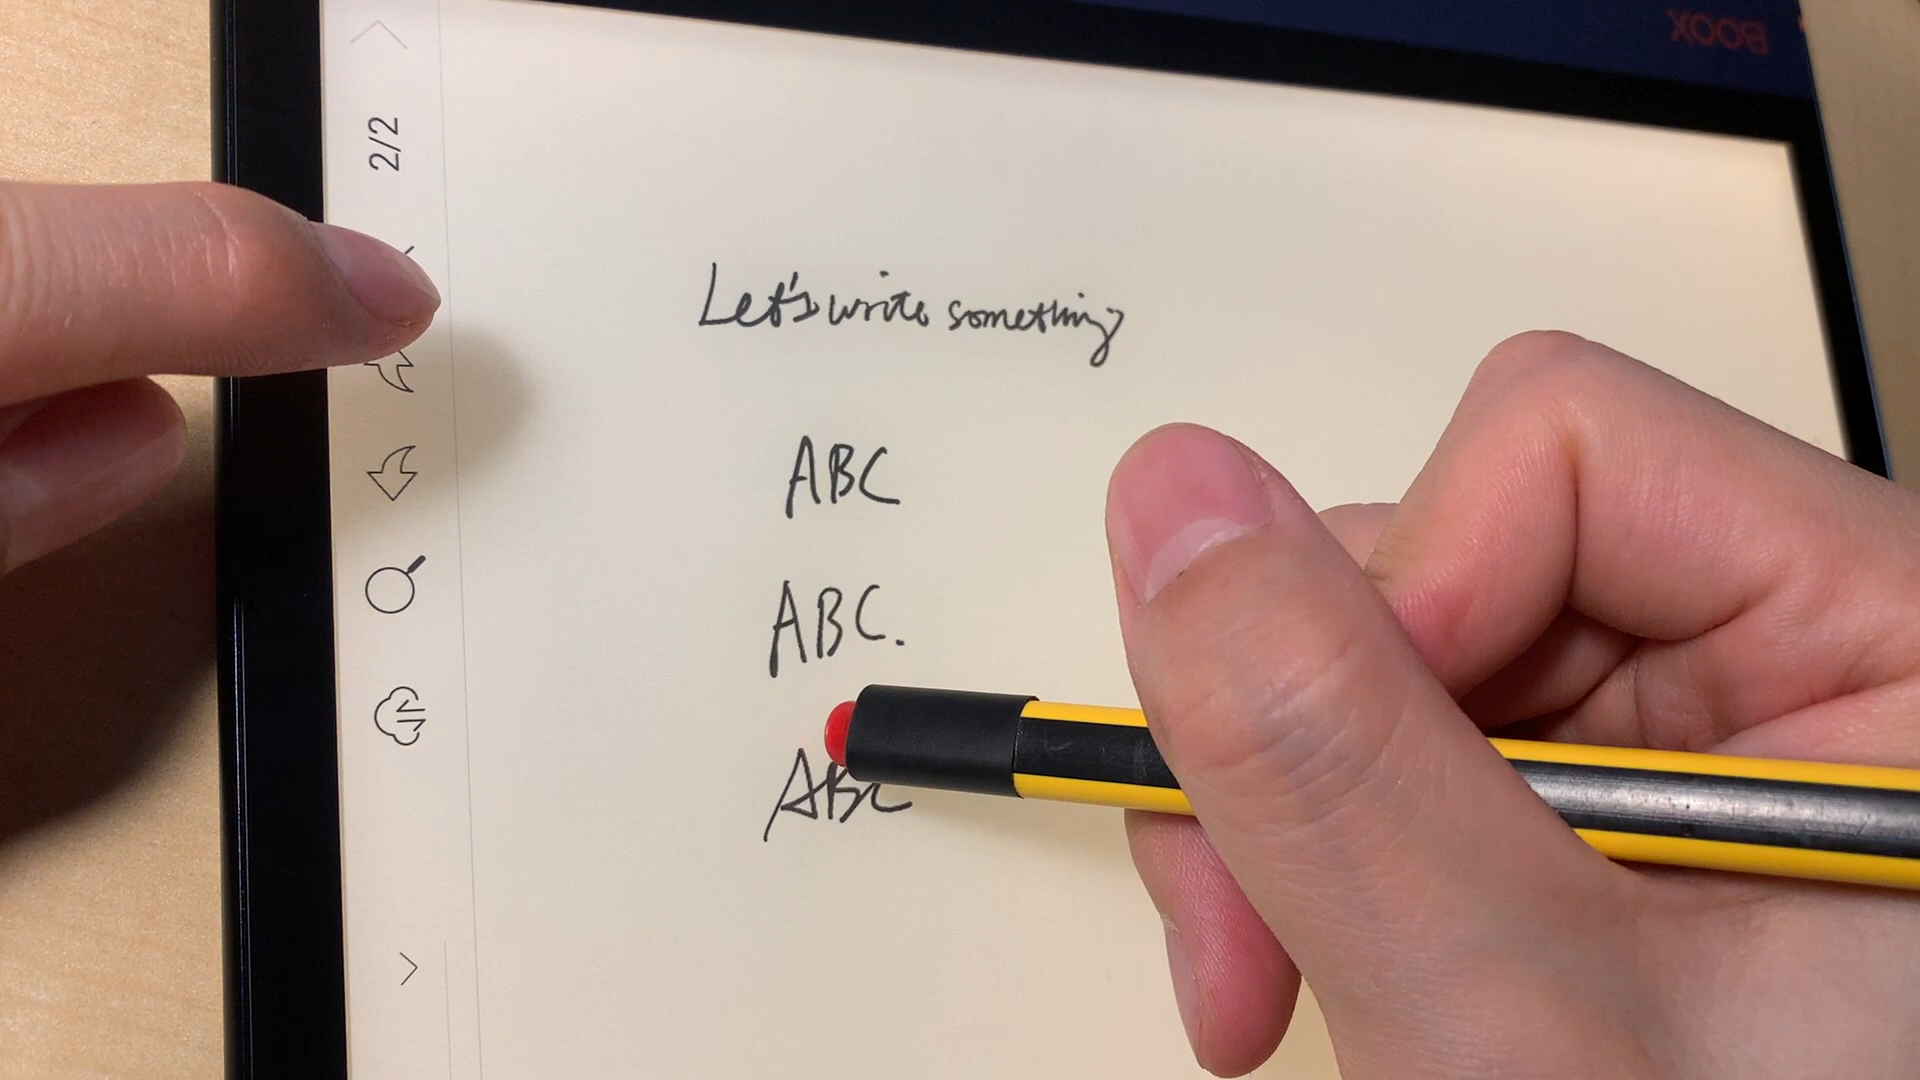 BOOX
2/2
Let's write something
ABC
ABC.
ABC